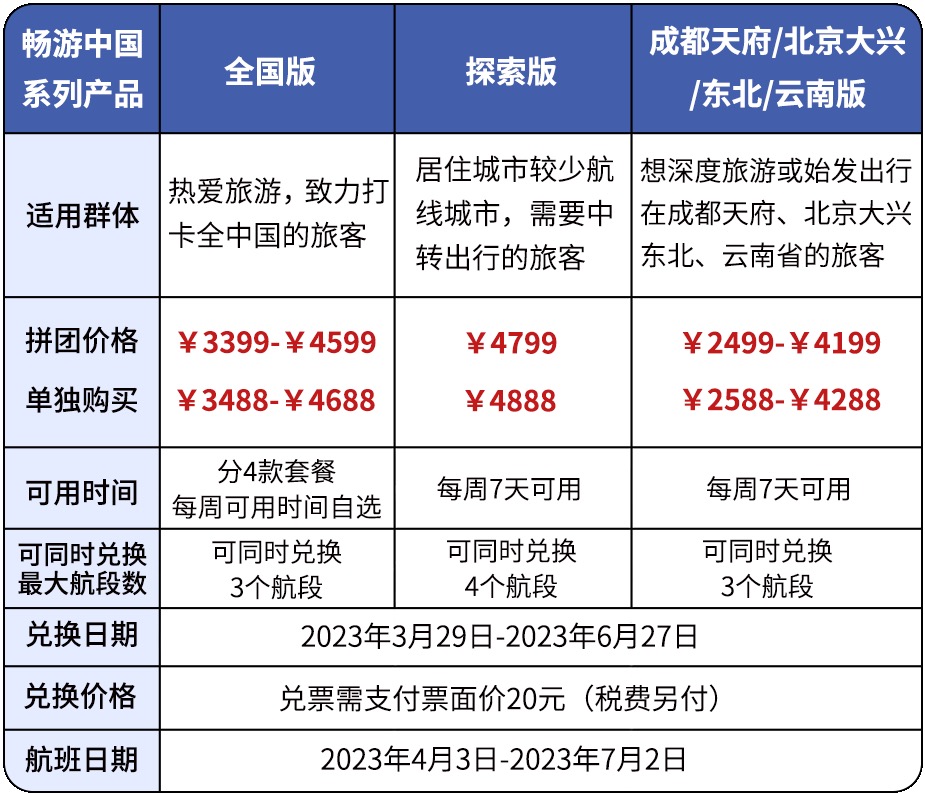 畅游中国
系列产品
全国版
探索版
成都天府/北京大兴
/东北/云南版
适用群体
热爱旅游，致力打
卡全中国的旅客
居住城市较少航
线城市，需要中
转出行的旅客
想深度旅游或始发出行
在成都天府、北京大兴
东北、云南省的旅客
拼团价格
￥3399-￥4599
￥4799
￥2499-￥4199
单独购买
￥3488-￥4688
￥4888
￥2588-￥4288
可用时间
分4款套餐
每周可用时间自选
每周7天可用
每周7天可用
可同时兑换
最大航段数
可同时兑换
3个航段
可同时兑换
4个航段
可同时兑换
3个航段
兑换日期
2023年3月29日-2023年6月27日
兑换价格
兑票需支付票面价20元（税费另付）
航班日期
2023年4月3日-2023年7月2日